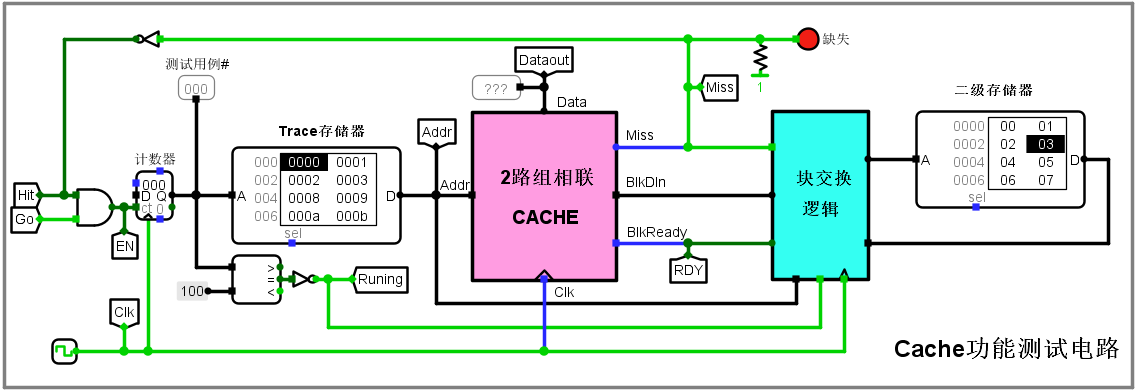 缺失
测试用例#
000
???
Dataout
Data
1
Miss
二级存储器
Trace存储器
Addr
计数器
000
D Q
ct 0
Hit
Go
EN
A
000 0000 0001
002 0002 0003
004 0008 0009
006 000a 000b
D
sel
Addr
2路组相联
CACHE
Miss
BlkDIn
BlkReady
RDY
Clk
块交换
逻辑
A
0000 00 01
0002 02 03
0004 04 05
0006 06 07
D
sel
100
>
=
<
Runing
Clk
Cache功能测试电路